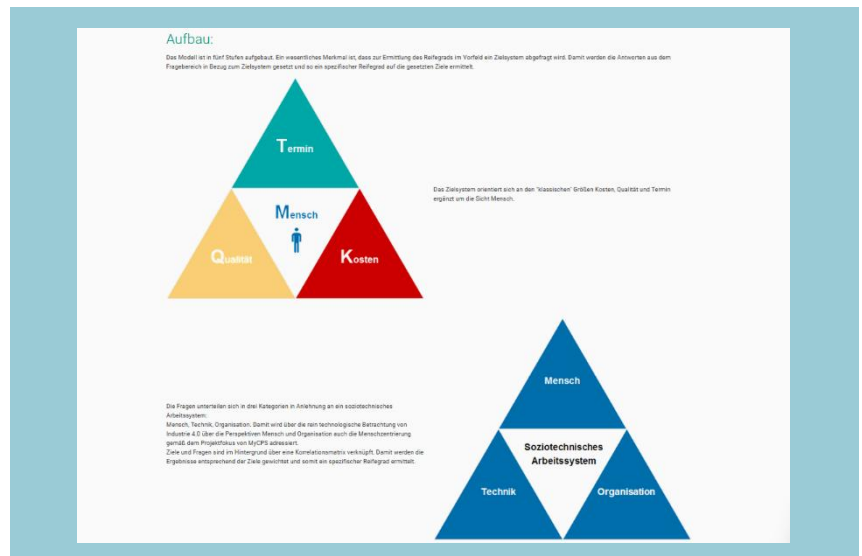 Aufbau:
Das Modell ist in fünf Stufen aufgebaut. Ein wesentliches Merkmal ist, dass zur Ermittlung des Reifegrads im Vorfeld ein Zielsystem abgefragt wird. Damit werden die Antworten aus dem
Fragebereich in Bezug zum Zielsystem gesetzt und so ein spezifischer Reifegrad auf die gesetzten Ziele ermittelt.
Termin
Mensch
Qualität
Kosten
Das Zielsystem orientiert sich an den "klassischen" Größen Kosten, Qualität und Termin
ergänzt um die Sicht Mensch.
Die Fragen unterteilen sich in drei Kategorien in Anlehnung an ein soziotechnisches
Arbeitssystem:
Mensch, Technik, Organisation. Damit wird über die rein technologische Betrachtung von
Industrie 4.0 über die Perspektiven Mensch und Organisation auch die Menschzentrierung
gemäß dem Projektfokus von MyCPS adressiert.
Ziele und Fragen sind im Hintergrund über eine Korrelationsmatrix verknüpft. Damit werden die
Ergebnisse entsprechend der Ziele gewichtet und somit ein spezifischer Reifegrad ermittelt.
Mensch
Soziotechnisches
Arbeitssystem
Technik
Organisation